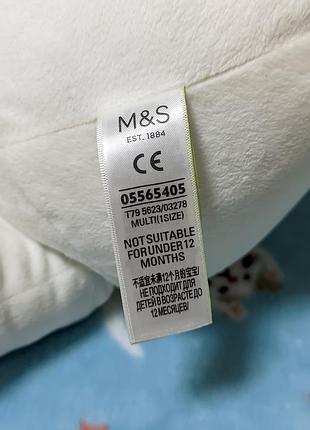 M&S
EST. 1884
CE
05565405
T79 5623/03278
MULTI(1SIZE)
NOT SUITABLE
FOR UNDER 12
MONTHS
不适宜未满12个月的宝宝/
НЕ ПОДХОДИТ ДЛЯ
ДЕТЕЙ В ВОЗРАСТЕ ДО
12 МЕСЯЦЕВ/